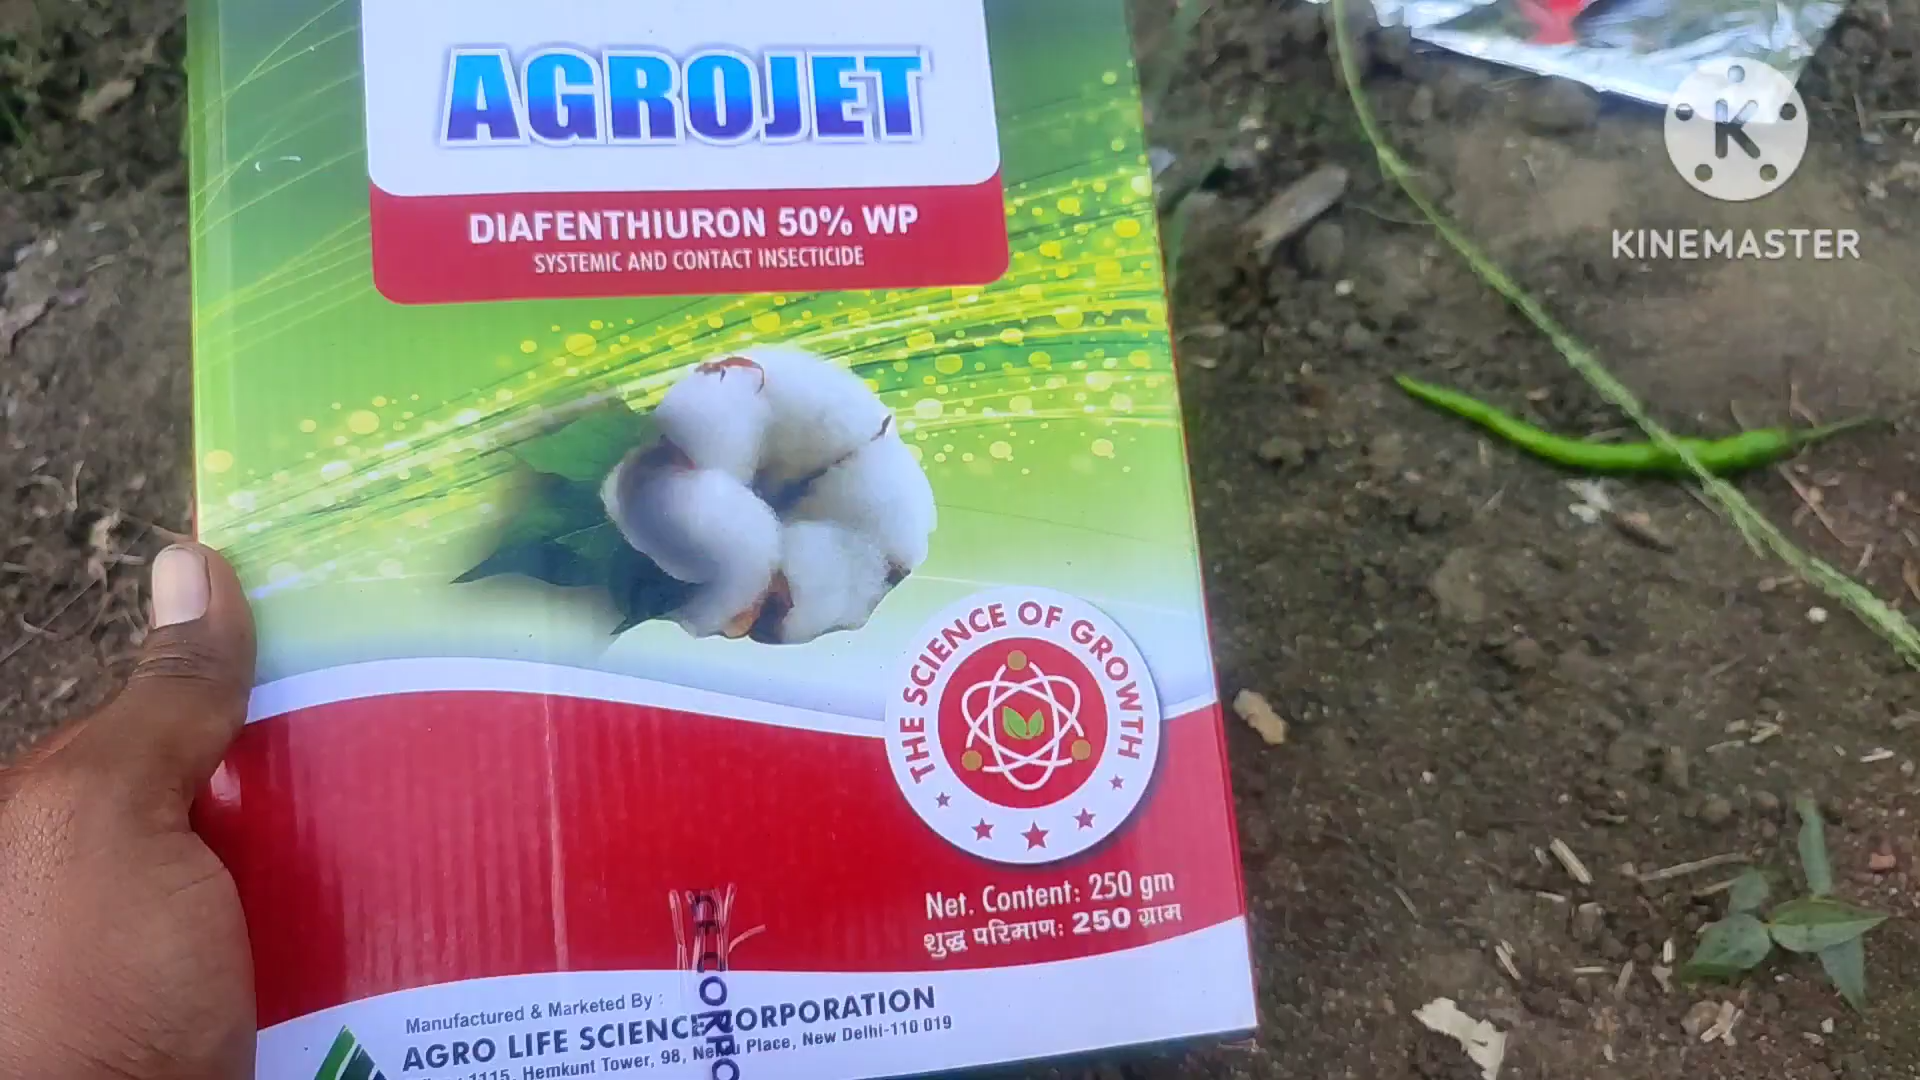 AGROJET
DIAFENTHIURON 50% WP
SYSTEMIC AND CONTACT INSECTICIDE
K
KINEMASTER
THE SCIENCE OF GROWTH
Net. Content: 250 gm
शुद्ध परिमाण: 250 ग्राम
Manufactured & Marketed By :
AGRO LIFE SCIENCE CORPORATION
1115, Hemkunt Tower, 98, Nehru Place, New Delhi-110 019